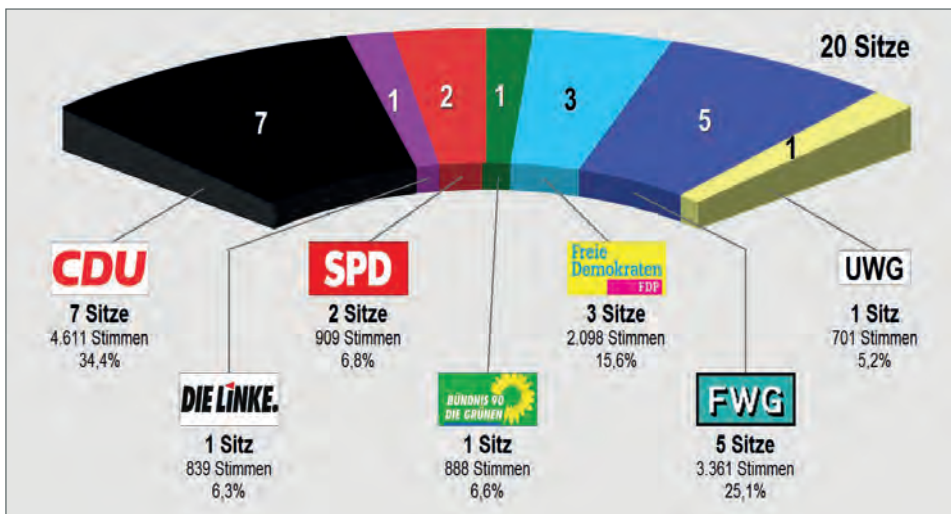 20 Sitze
7
1
2
1
3
5
1
CDU
7 Sitze
4.611 Stimmen
34,4%
SPD
2 Sitze
909 Stimmen
6,8%
Freie
Demokraten
FDP
3 Sitze
2.098 Stimmen
15,6%
UWG
1 Sitz
701 Stimmen
5,2%
DIE LINKE.
1 Sitz
839 Stimmen
6,3%
BÜNDNIS 90
DIE GRÜNEN
1 Sitz
888 Stimmen
6,6%
FWG
5 Sitze
3.361 Stimmen
25,1%